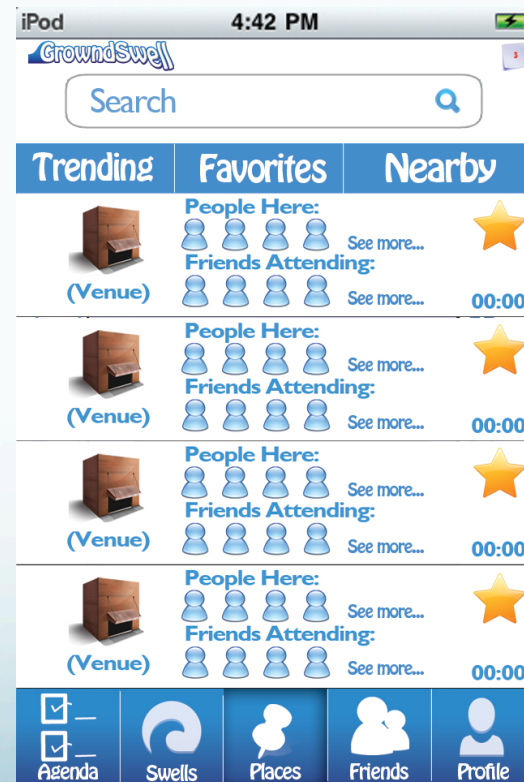 iPod 4:42 PM
GrowndSwell 3
Search
Trending Favorites Nearby
People Here:
See more...
Friends Attending:
(Venue) See more... 00:00
People Here:
See more...
Friends Attending:
(Venue) See more... 00:00
People Here:
See more...
Friends Attending:
(Venue) See more... 00:00
People Here:
See more...
Friends Attending:
(Venue) See more... 00:00
Agenda Swells Places Friends Profile